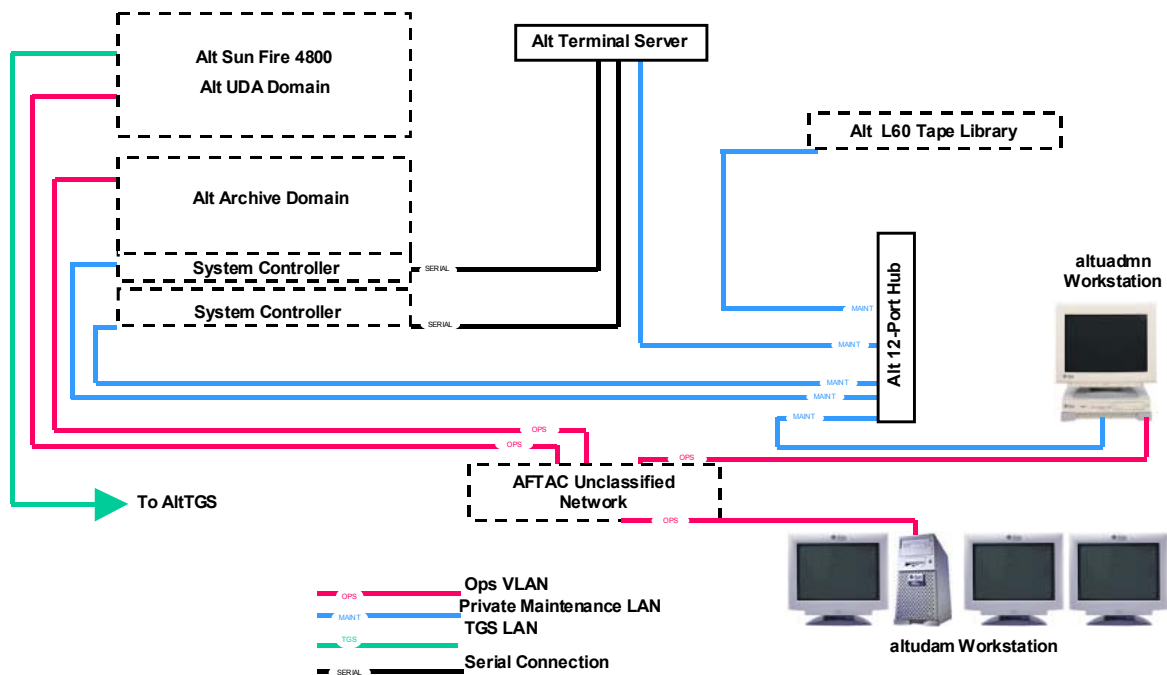 Alt Sun Fire 4800
Alt UDA Domain
Alt Terminal Server
Alt L60 Tape Library
Alt Archive Domain
System Controller
SERIAL
System Controller
SERIAL
Alt 12-Port Hub
altuadmn
Workstation
MAINT
MAINT
MAINT
MAINT
MAINT
OPS
OPS
OPS
AFTAC Unclassified
Network
OPS
To AltTGS
OPS
Ops VLAN
MAINT
Private Maintenance LAN
TGS
TGS LAN
SERIAL
Serial Connection
altudam Workstation